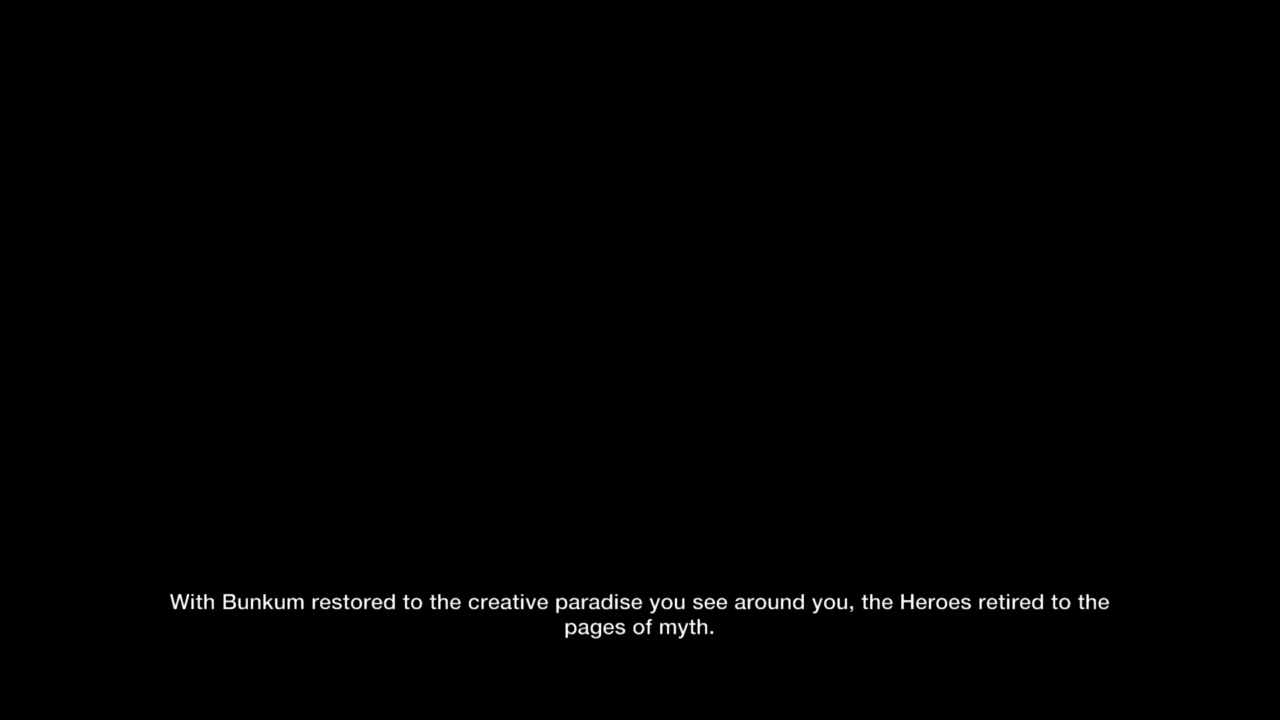 With Bunkum restored to the creative paradise you see around you, the Heroes retired to the
pages of myth.